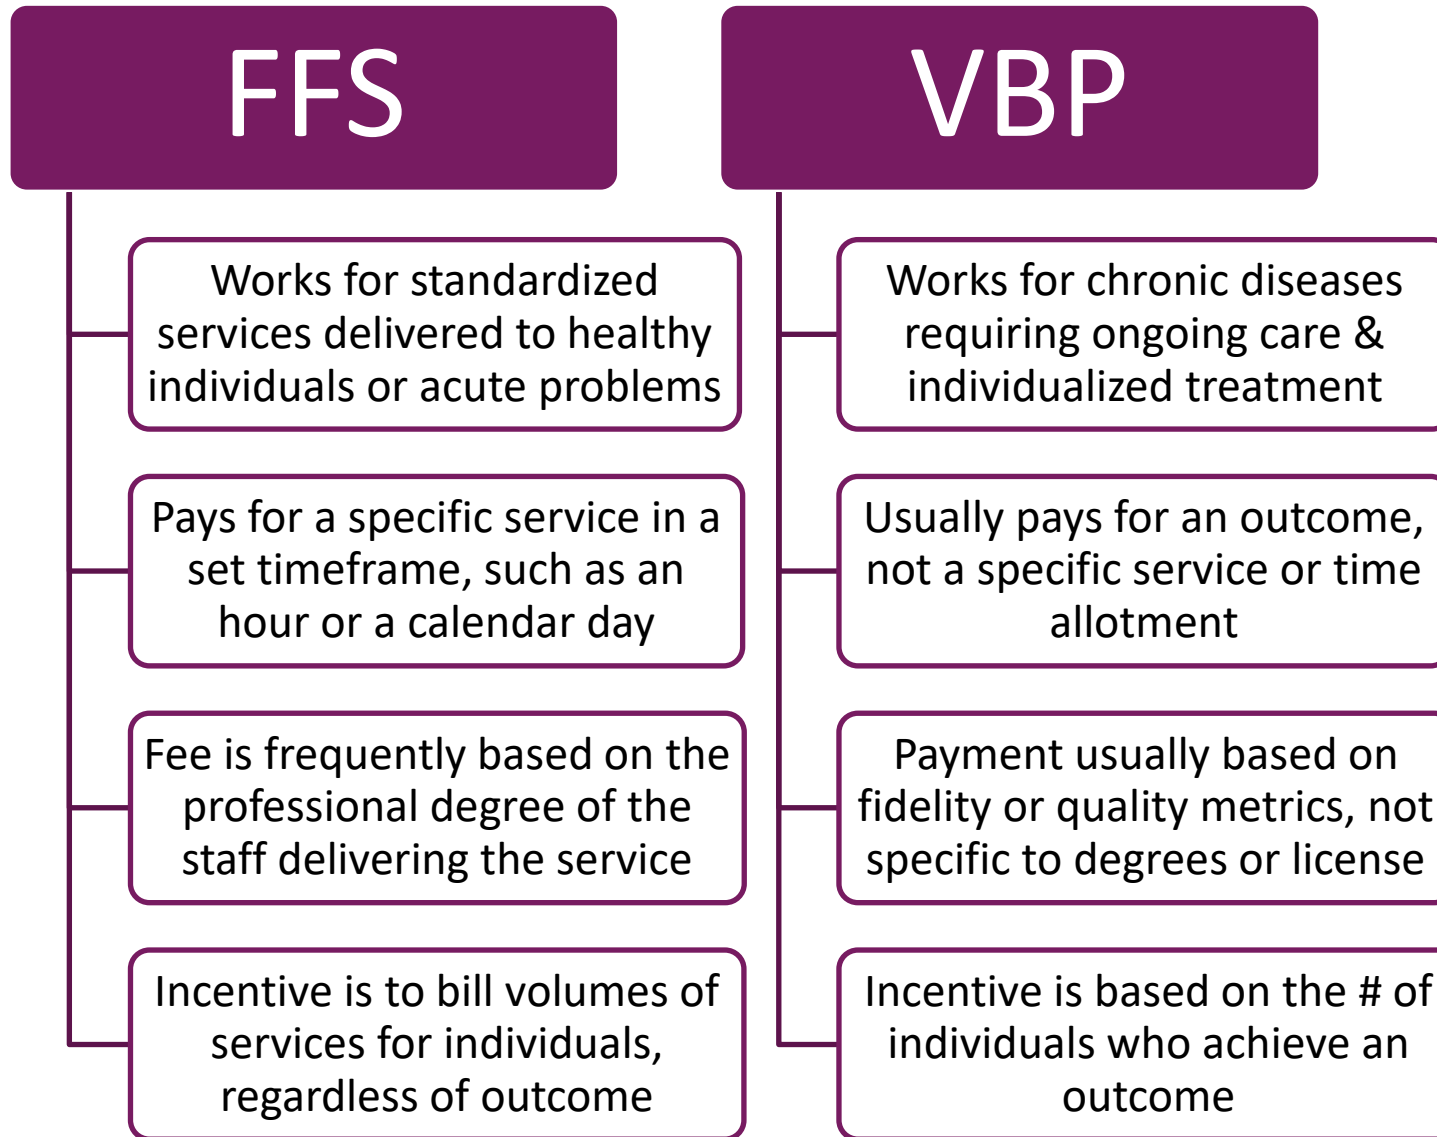 FFS
Works for standardized
services delivered to healthy
individuals or acute problems
Pays for a specific service in a
set timeframe, such as an
hour or a calendar day
Fee is frequently based on the
professional degree of the
staff delivering the service
Incentive is to bill volumes of
services for individuals,
regardless of outcome
VBP
Works for chronic diseases
requiring ongoing care &
individualized treatment
Usually pays for an outcome,
not a specific service or time
allotment
Payment usually based on
fidelity or quality metrics, not
specific to degrees or license
Incentive is based on the # of
individuals who achieve an
outcome